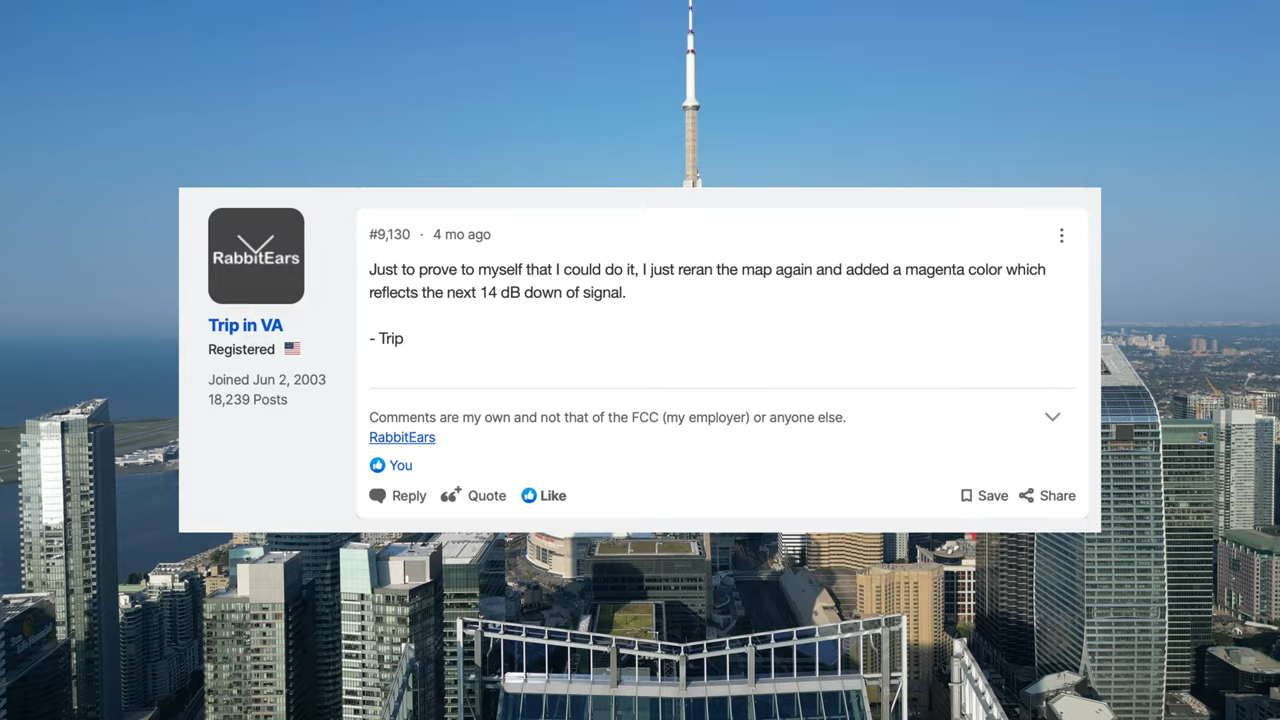 RabbitEars
Trip in VA
Registered
Joined Jun 2, 2003
18,239 Posts
#9,130 · 4 mo ago
Just to prove to myself that I could do it, I just reran the map again and added a magenta color which
reflects the next 14 dB down of signal.
- Trip
Comments are my own and not that of the FCC (my employer) or anyone else.
RabbitEars
You
Reply Quote Like Save Share